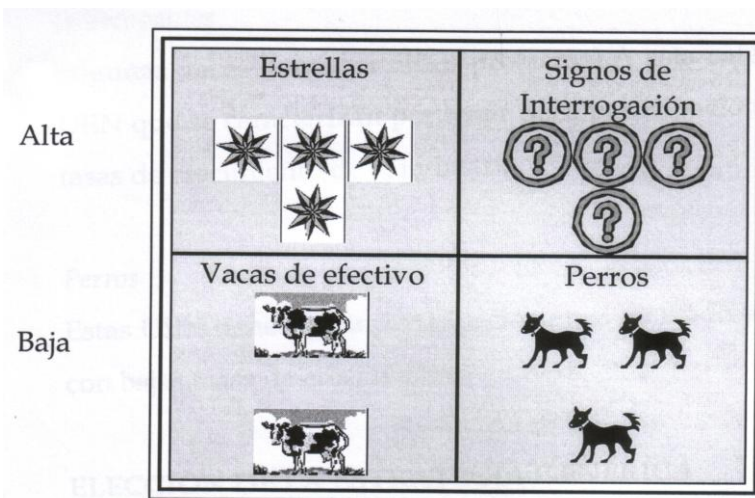 Estrellas
Signos de
Interrogación
Alta
? ? ?
?
Vacas de efectivo
Perros
Baja